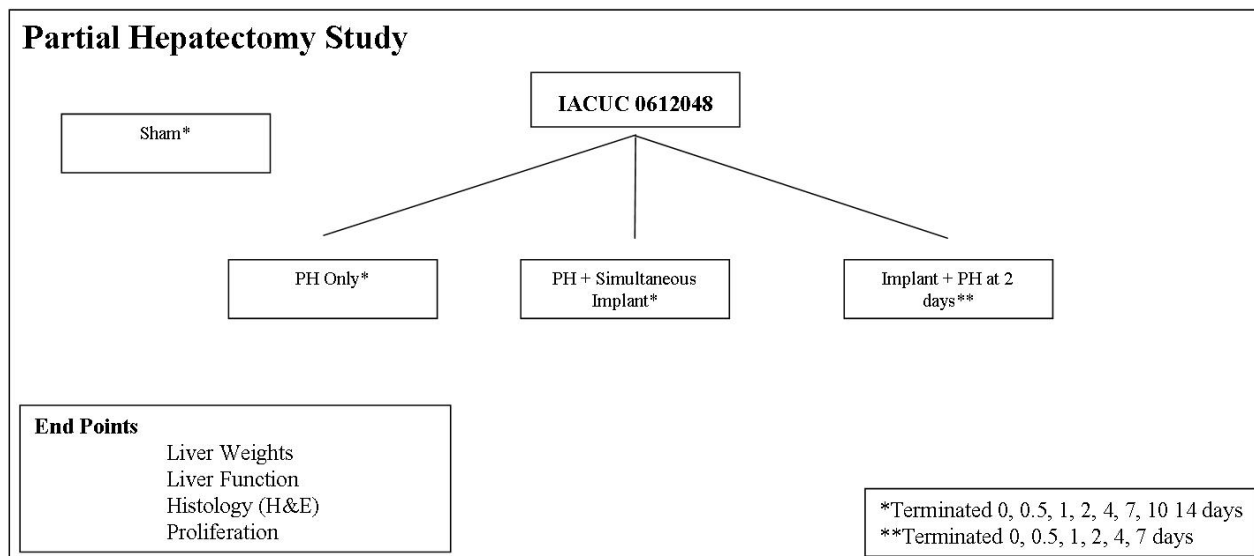 Partial Hepatectomy Study
IACUC 0612048
Sham*
PH Only*
PH + Simultaneous
Implant*
Implant + PH at 2
days**
End Points
Liver Weights
Liver Function
Histology (H&E)
Proliferation
*Terminated 0, 0.5, 1, 2, 4, 7, 10 14 days
**Terminated 0, 0.5, 1, 2, 4, 7 days